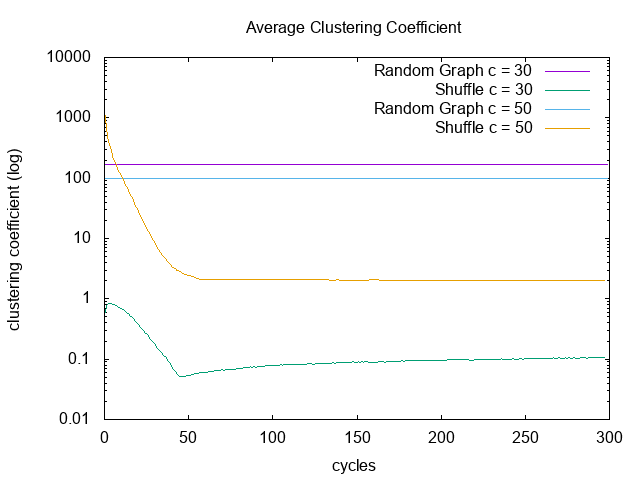 Average Clustering Coefficient
clustering coefficient (log)
10000
1000
100
10
1
0.1
0.01
Random Graph c = 30
Shuffle c = 30
Random Graph c = 50
Shuffle c = 50
0 50 100 150 200 250 300
cycles